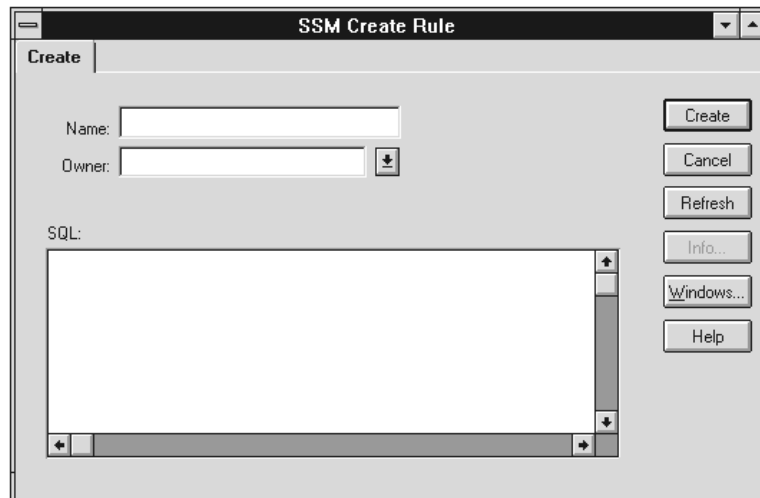 SSM Create Rule
Create
Name:
Owner:
SQL:
Create
Cancel
Refresh
Info...
Windows...
Help